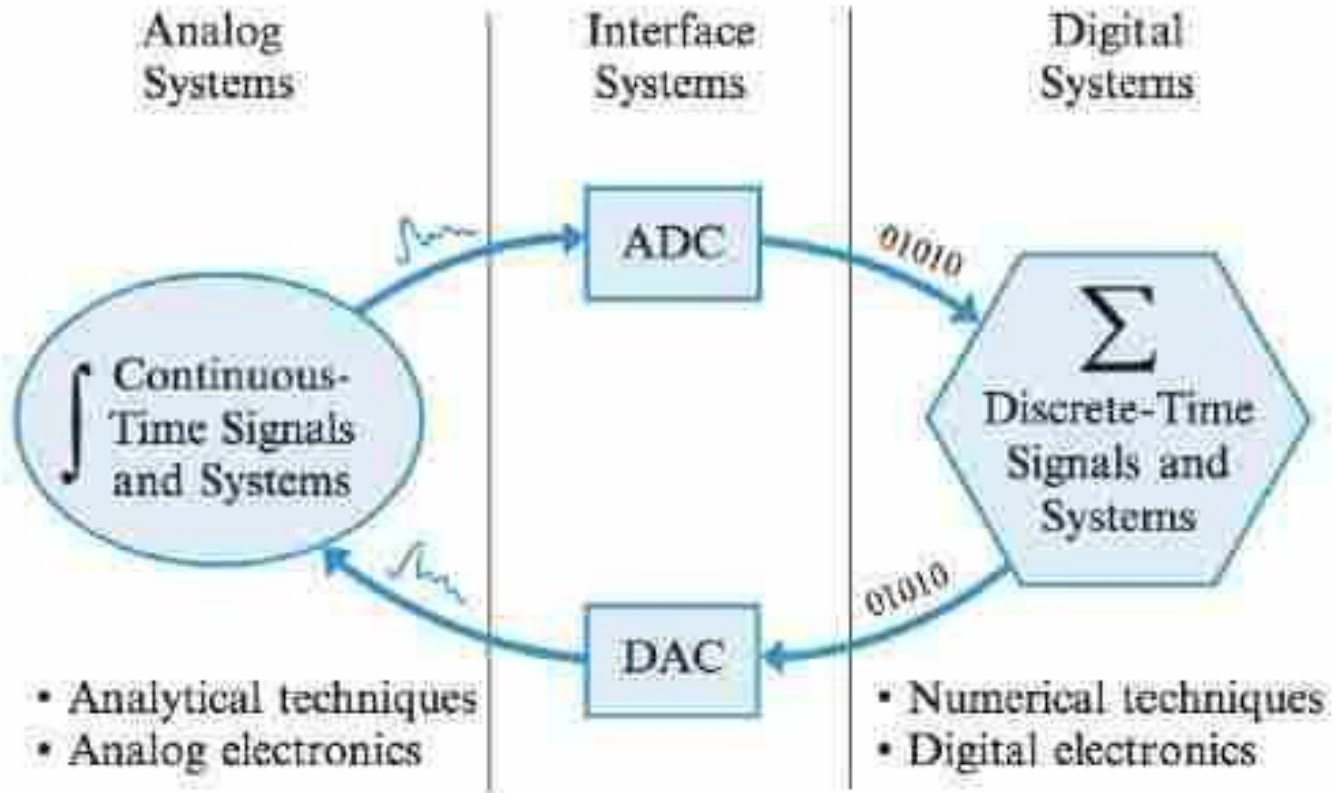 Analog
Systems
Interface
Systems
Digital
Systems
ADC
01010
∫
Continuous-
Time Signals
and Systems
∑
Discrete-Time
Signals and
Systems
01010
DAC
• Analytical techniques
• Analog electronics
• Numerical techniques
• Digital electronics